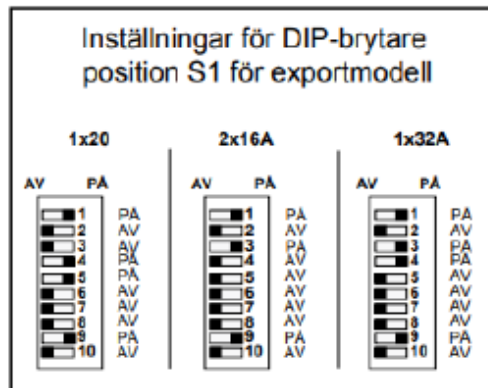 Inställningar för DIP-brytare
position S1 för exportmodell
1x20 2x16A 1x32A
AV PÅ AV PÅ AV PÅ
1 PÅ 1 PÅ 1 PÅ
2 AV 2 AV 2 AV
3 AV 3 PÅ 3 PÅ
4 PÅ 4 AV 4 PÅ
5 PÅ 5 AV 5 AV
6 AV 6 AV 6 AV
7 AV 7 AV 7 AV
8 AV 8 AV 8 AV
9 PÅ 9 PÅ 9 PÅ
10 AV 10 AV 10 AV